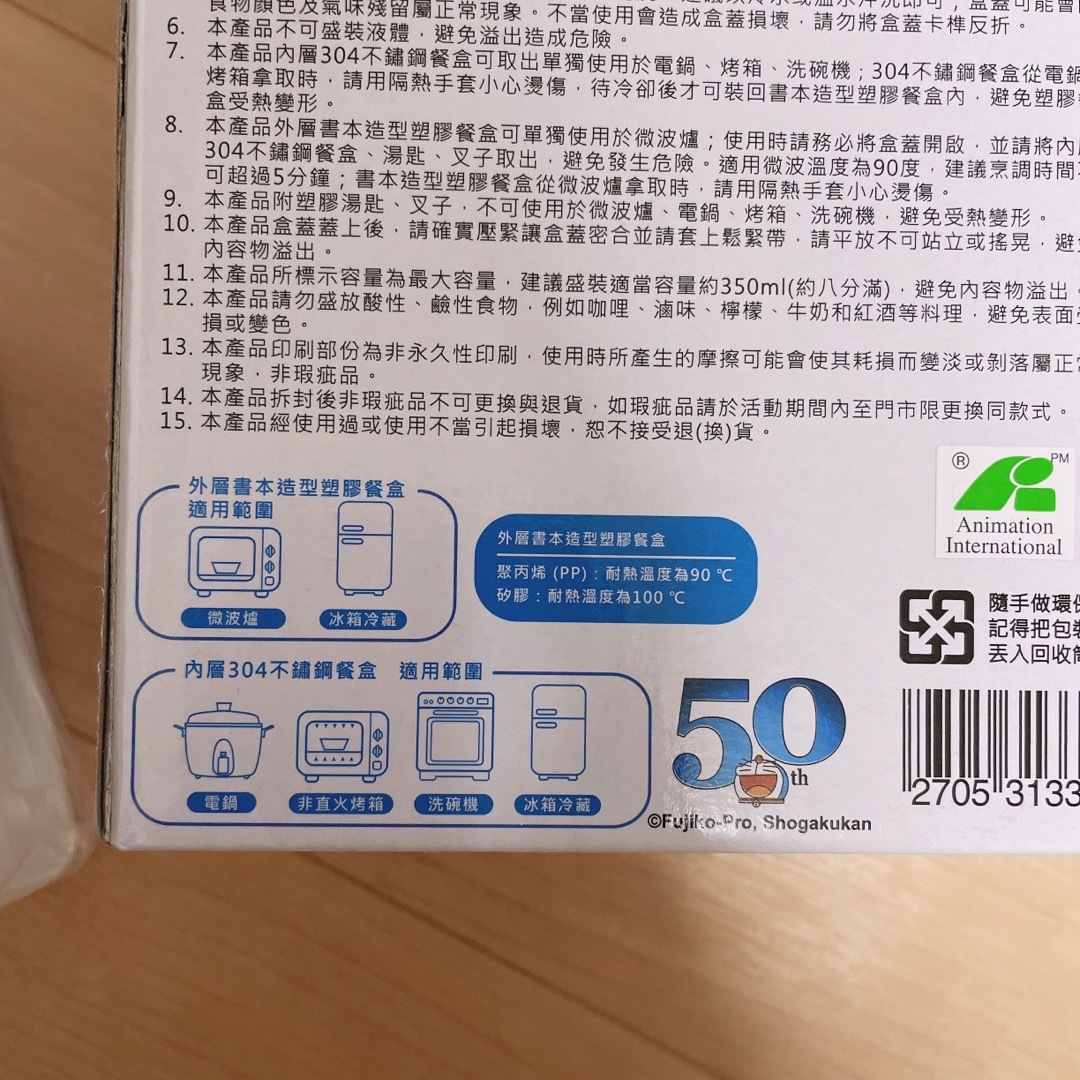 食物顏色及氣味殘留屬正常現象。不當使用會造成盒蓋損壞，請勿將盒蓋卡榫反折。
6. 本產品不可盛裝液體，避免溢出造成危險。
7. 本產品內層304不鏽鋼餐盒可取出單獨使用於電鍋、烤箱、洗碗機；304不鏽鋼餐盒從電鍋
烤箱拿取時，請用隔熱手套小心燙傷，待冷卻後才可裝回書本造型塑膠餐盒內，避免塑膠
盒受熱變形。
8. 本產品外層書本造型塑膠餐盒可單獨使用於微波爐；使用時請務必將盒蓋開啟，並請將內
304不鏽鋼餐盒、湯匙、叉子取出，避免發生危險。適用微波溫度為90度，建議烹調時間
可超過5分鐘；書本造型塑膠餐盒從微波爐拿取時，請用隔熱手套小心燙傷。
9. 本產品附塑膠湯匙、叉子，不可使用於微波爐、電鍋、烤箱、洗碗機，避免受熱變形。
10. 本產品盒蓋蓋上後，請確實壓緊讓盒蓋密合並請套上鬆緊帶，請平放不可站立或搖晃，避
內容物溢出。
11. 本產品所標示容量為最大容量，建議盛裝適當容量約350ml(約八分滿)，避免內容物溢出。
12. 本產品請勿盛放酸性、鹼性食物，例如咖哩、滷味、檸檬、牛奶和紅酒等料理，避免表面
損或變色。
13. 本產品印刷部份為非永久性印刷，使用時所產生的摩擦可能會使其耗損而變淡或剝落屬正
現象，非瑕疵品。
14. 本產品拆封後非瑕疵品不可更換與退貨，如瑕疵品請於活動期間內至門市限更換同款式。
15. 本產品經使用過或使用不當引起損壞，恕不接受退(換)貨。
外層書本造型塑膠餐盒
適用範圍
微波爐 冰箱冷藏
外層書本造型塑膠餐盒
聚丙烯 (PP)：耐熱溫度為90 ℃
矽膠：耐熱溫度為100 ℃
® PM
Animation
International
隨手做環
記得把包
丟入回收
內層304不鏽鋼餐盒 適用範圍
電鍋 非直火烤箱 洗碗機 冰箱冷藏
50th
©Fujiko-Pro, Shogakukan
2705 3133